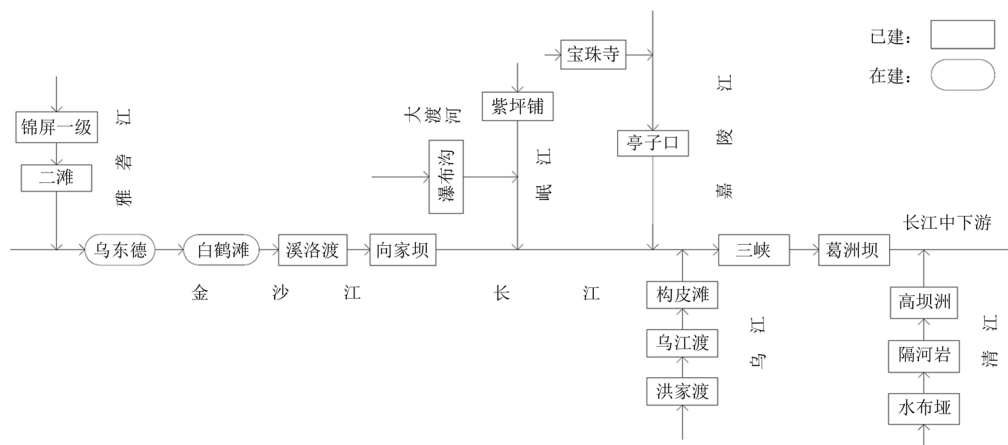 已建：
在建：
宝珠寺
紫坪铺
大渡河
锦屏一级
二滩
雅砻江
瀑布沟
岷江
亭子口
嘉陵江
长江中下游
乌东德
白鹤滩
溪洛渡
向家坝
三峡
葛洲坝
金沙江
长江
构皮滩
乌江渡
洪家渡
乌江
高坝洲
隔河岩
水布垭
清江